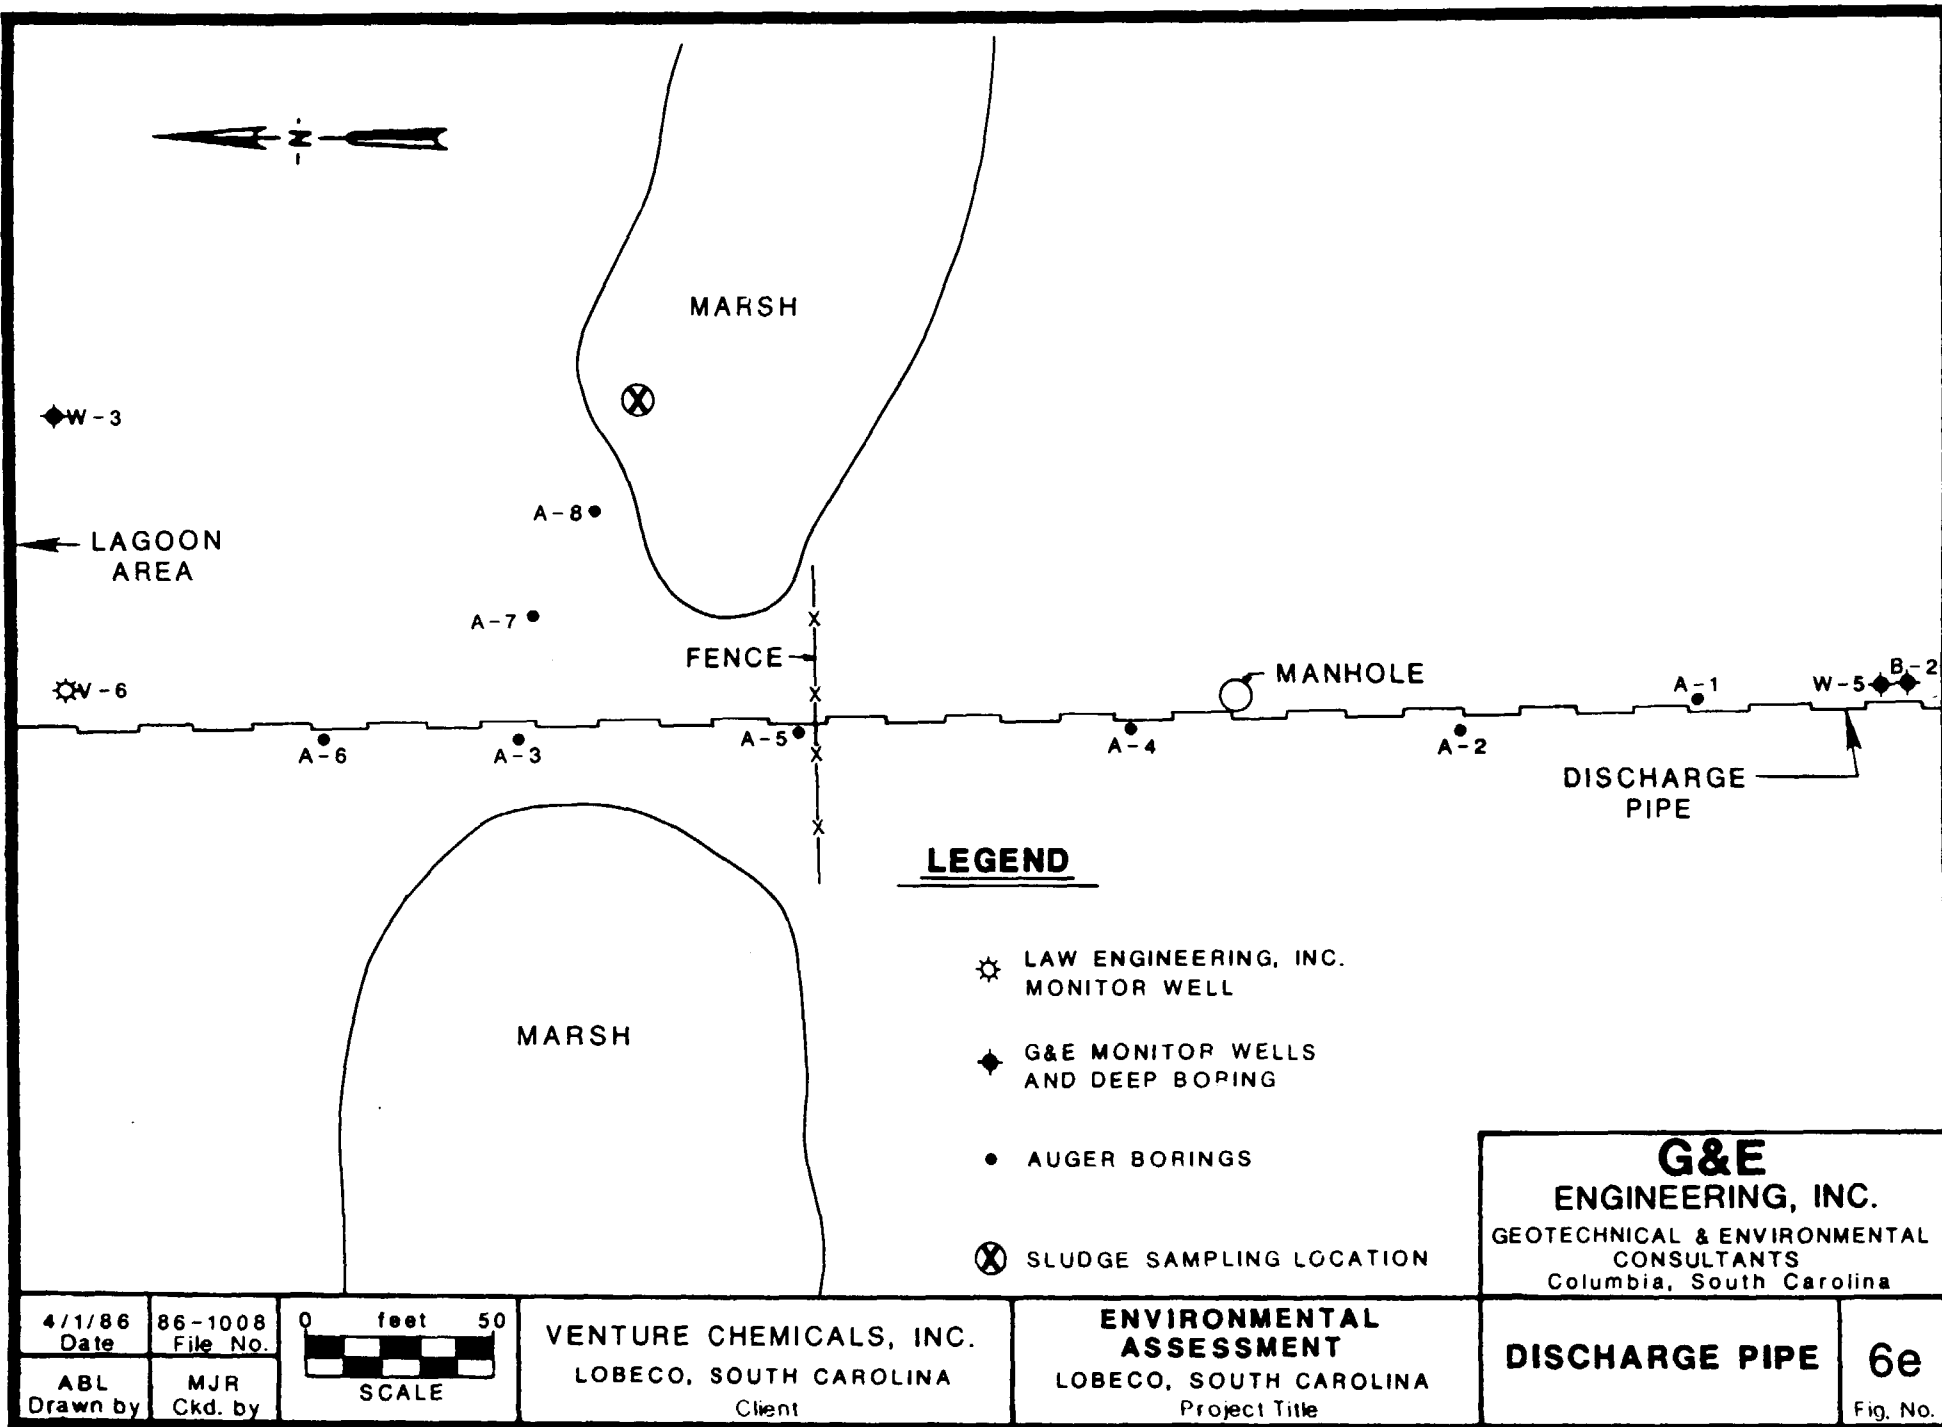 N
MARSH
W-3
A-8
LAGOON
AREA
A-7
FENCE
V-6
MANHOLE
A-1
W-5
B-2
A-6
A-3
A-5
A-4
A-2
DISCHARGE
PIPE
LEGEND
LAW ENGINEERING, INC.
MONITOR WELL
MARSH
G&E MONITOR WELLS
AND DEEP BORING
AUGER BORINGS
SLUDGE SAMPLING LOCATION
G&E
ENGINEERING, INC.
GEOTECHNICAL & ENVIRONMENTAL
CONSULTANTS
Columbia, South Carolina
4/1/86
Date
86-1008
File No.
ABL
Drawn by
MJR
Ckd. by
0 feet 50
SCALE
VENTURE CHEMICALS, INC.
LOBECO, SOUTH CAROLINA
Client
ENVIRONMENTAL
ASSESSMENT
LOBECO, SOUTH CAROLINA
Project Title
DISCHARGE PIPE
6e
Fig. No.